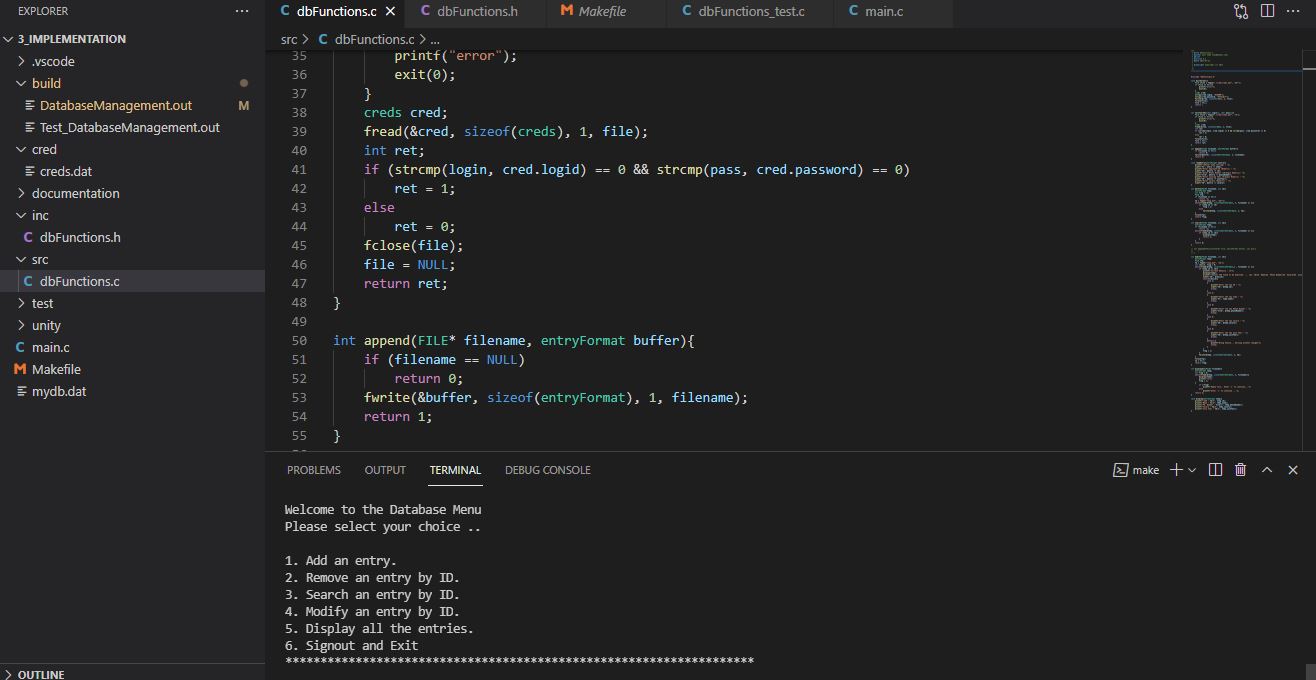 EXPLORER
3_IMPLEMENTATION
.vscode
build
DatabaseManagement.out M
Test_DatabaseManagement.out
cred
creds.dat
documentation
inc
C dbFunctions.h
src
C dbFunctions.c
test
unity
C main.c
M Makefile
mydb.dat
OUTLINE
C dbFunctions.c C dbFunctions.h M Makefile C dbFunctions_test.c C main.c
src > C dbFunctions.c > ...
35 printf("error");
36 exit(0);
37 }
38 creds cred;
39 fread(&cred, sizeof(creds), 1, file);
40 int ret;
41 if (strcmp(login, cred.logid) == 0 && strcmp(pass, cred.password) == 0)
42 ret = 1;
43 else
44 ret = 0;
45 fclose(file);
46 file = NULL;
47 return ret;
48 }
49
50 int append(FILE* filename, entryFormat buffer){
51 if (filename == NULL)
52 return 0;
53 fwrite(&buffer, sizeof(entryFormat), 1, filename);
54 return 1;
55 }
PROBLEMS OUTPUT TERMINAL DEBUG CONSOLE make
Welcome to the Database Menu
Please select your choice ..
1. Add an entry.
2. Remove an entry by ID.
3. Search an entry by ID.
4. Modify an entry by ID.
5. Display all the entries.
6. Signout and Exit
*******************************************************************